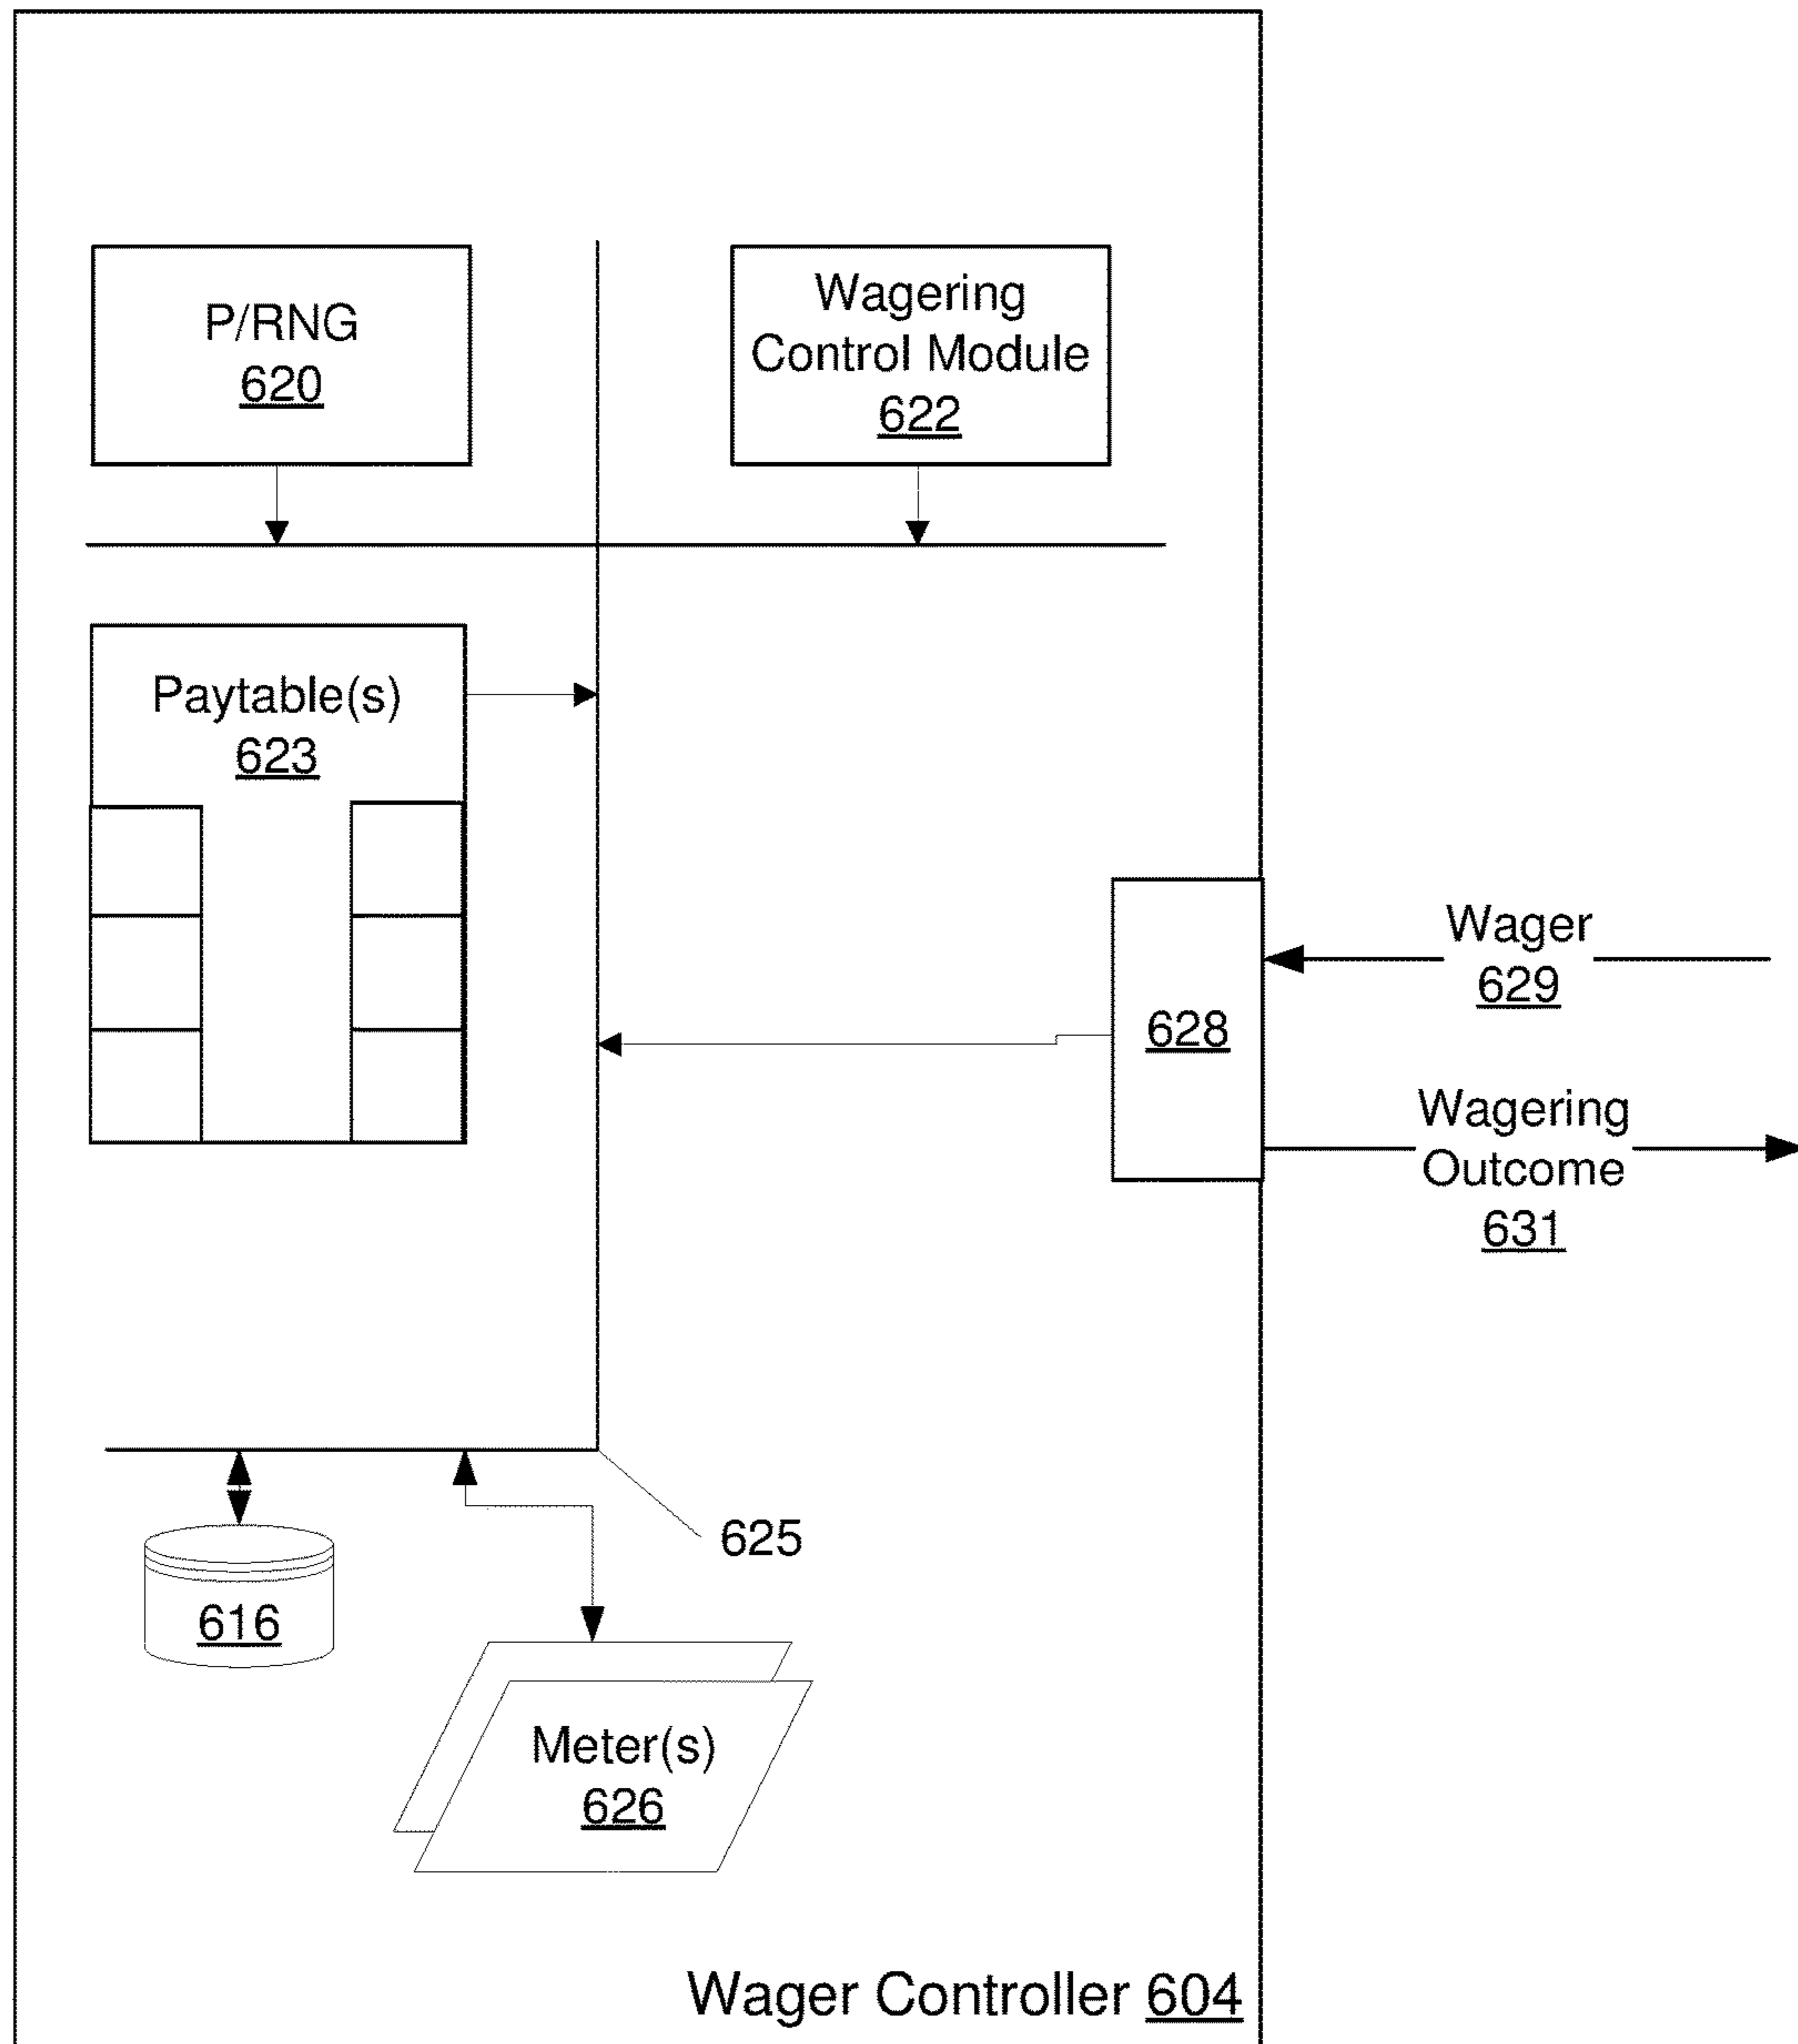 P/RNG
620
Wagering
Control Module
622
Paytable(s)
623
628
Wager
629
Wagering
Outcome
631
625
616
Meter(s)
626
Wager Controller 604